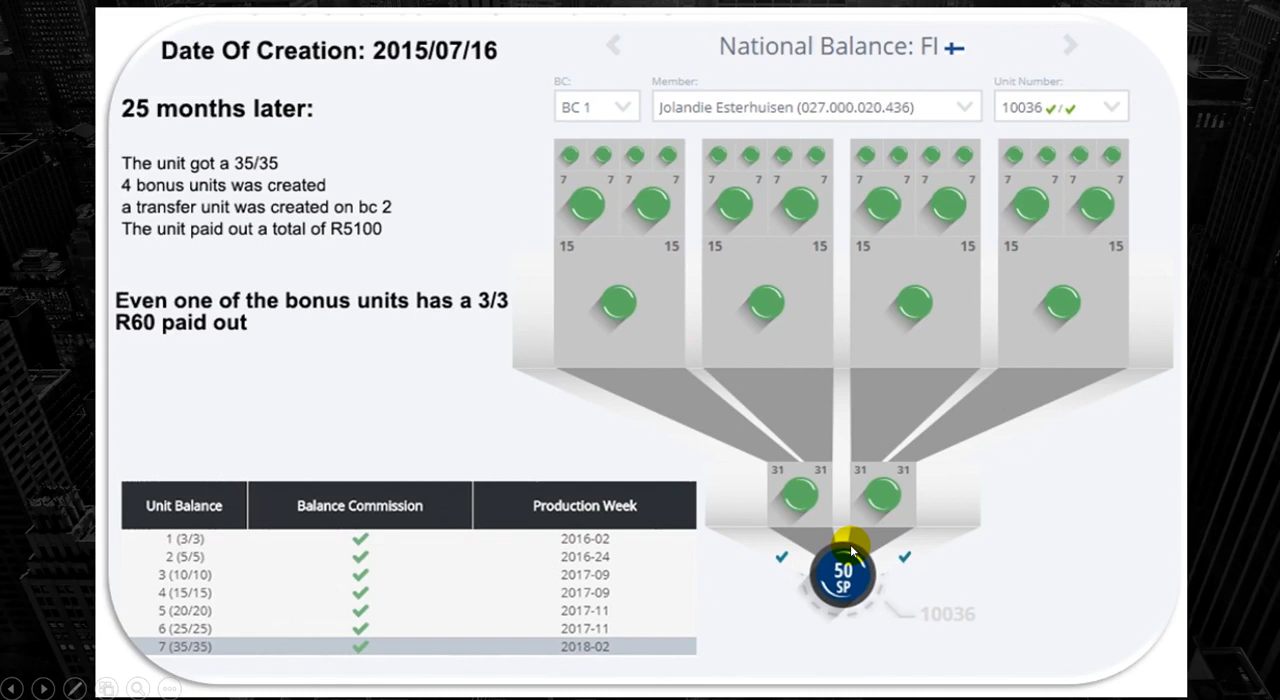 Date Of Creation: 2015/07/16
25 months later:
The unit got a 35/35
4 bonus units was created
a transfer unit was created on bc 2
The unit paid out a total of R5100
Even one of the bonus units has a 3/3
R60 paid out
National Balance: FI
BC: Member: Unit Number:
BC 1 Jolandie Esterhuisen (027.000.020.436) 10036 /
7 7 7 7 7 7 7 7 7 7 7 7 7 7 7 7
15 15 15 15 15 15 15 15
31 31 31 31
50
SP
10036
Unit Balance Balance Commission Production Week
1 (3/3) 2016-02
2 (5/5) 2016-24
3 (10/10) 2017-09
4 (15/15) 2017-09
5 (20/20) 2017-11
6 (25/25) 2017-11
7 (35/35) 2018-02